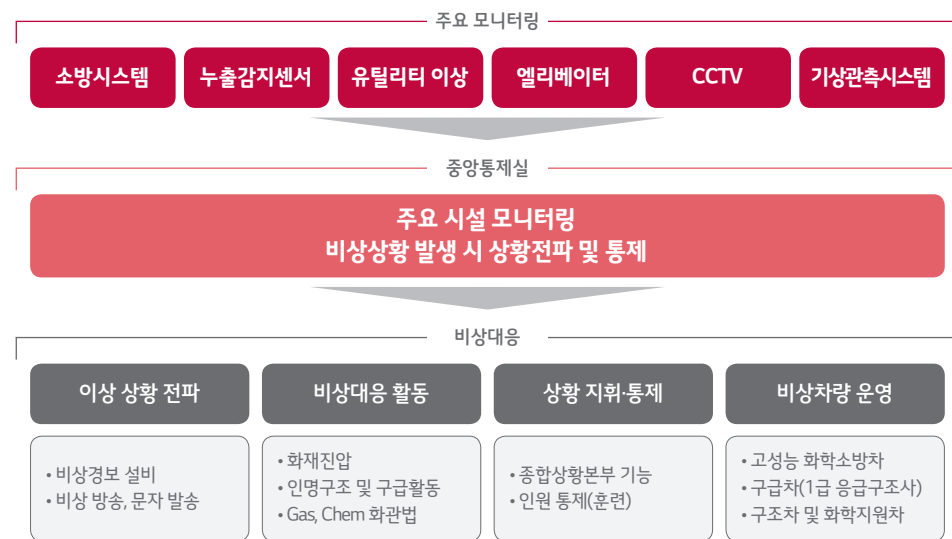 주요 모니터링
소방시스템
누출감지센서
유틸리티 이상
엘리베이터
CCTV
기상관측시스템
중앙통제실
주요 시설 모니터링
비상상황 발생 시 상황전파 및 통제
비상대응
이상 상황 전파
• 비상경보 설비
• 비상 방송, 문자 발송
비상대응 활동
• 화재진압
• 인명구조 및 구급활동
• Gas, Chem 화관법
상황 지휘·통제
• 종합상황본부 기능
• 인원 통제(훈련)
비상차량 운영
• 고성능 화학소방차
• 구급차(1급 응급구조사)
• 구조차 및 화학지원차